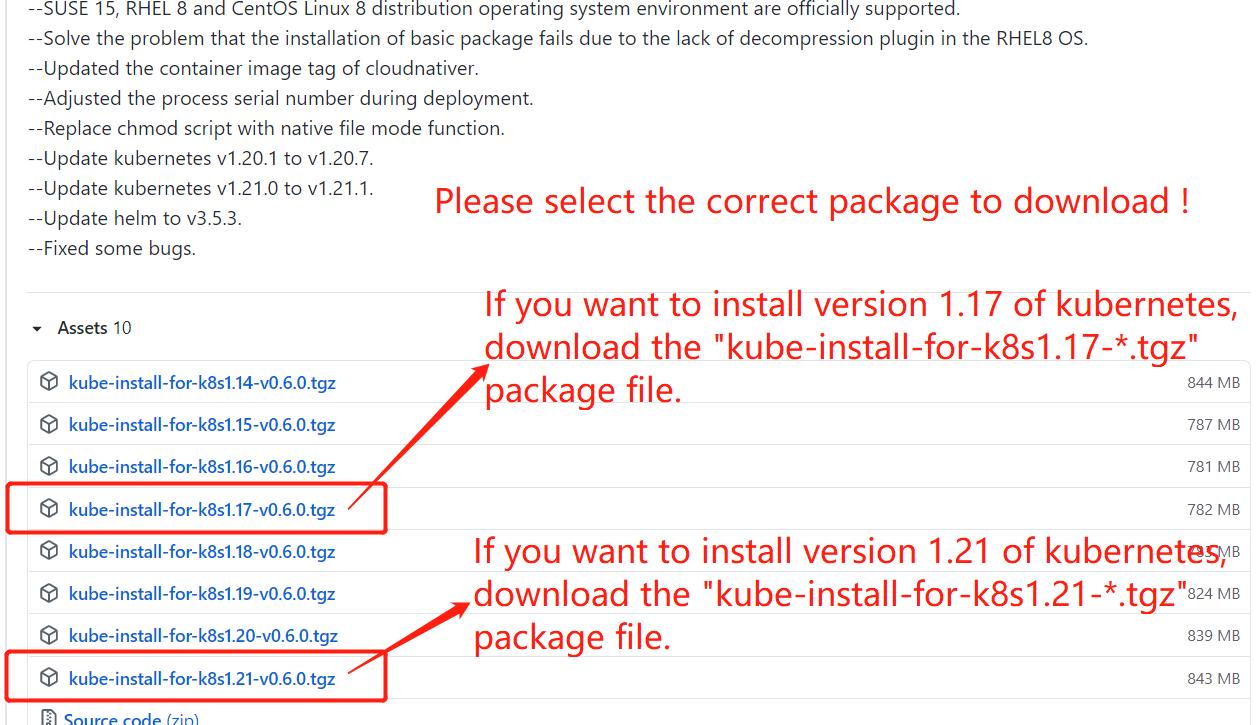 --SUSE 15, RHEL 8 and CentOS Linux 8 distribution operating system environment are officially supported.
--Solve the problem that the installation of basic package fails due to the lack of decompression plugin in the RHEL8 OS.
--Updated the container image tag of cloudnativer.
--Adjusted the process serial number during deployment.
--Replace chmod script with native file mode function.
--Update kubernetes v1.20.1 to v1.20.7.
--Update kubernetes v1.21.0 to v1.21.1.
Please select the correct package to download !
--Update helm to v3.5.3.
--Fixed some bugs.
If you want to install version 1.17 of kubernetes,
download the "kube-install-for-k8s1.17-*.tgz"
package file.
Assets 10
kube-install-for-k8s1.14-v0.6.0.tgz 844 MB
kube-install-for-k8s1.15-v0.6.0.tgz 787 MB
kube-install-for-k8s1.16-v0.6.0.tgz 781 MB
kube-install-for-k8s1.17-v0.6.0.tgz 782 MB
If you want to install version 1.21 of kubernetes,
download the "kube-install-for-k8s1.21-*.tgz"
package file.
kube-install-for-k8s1.18-v0.6.0.tgz 783 MB
kube-install-for-k8s1.19-v0.6.0.tgz 824 MB
kube-install-for-k8s1.20-v0.6.0.tgz 839 MB
kube-install-for-k8s1.21-v0.6.0.tgz 843 MB
Source code (zip)